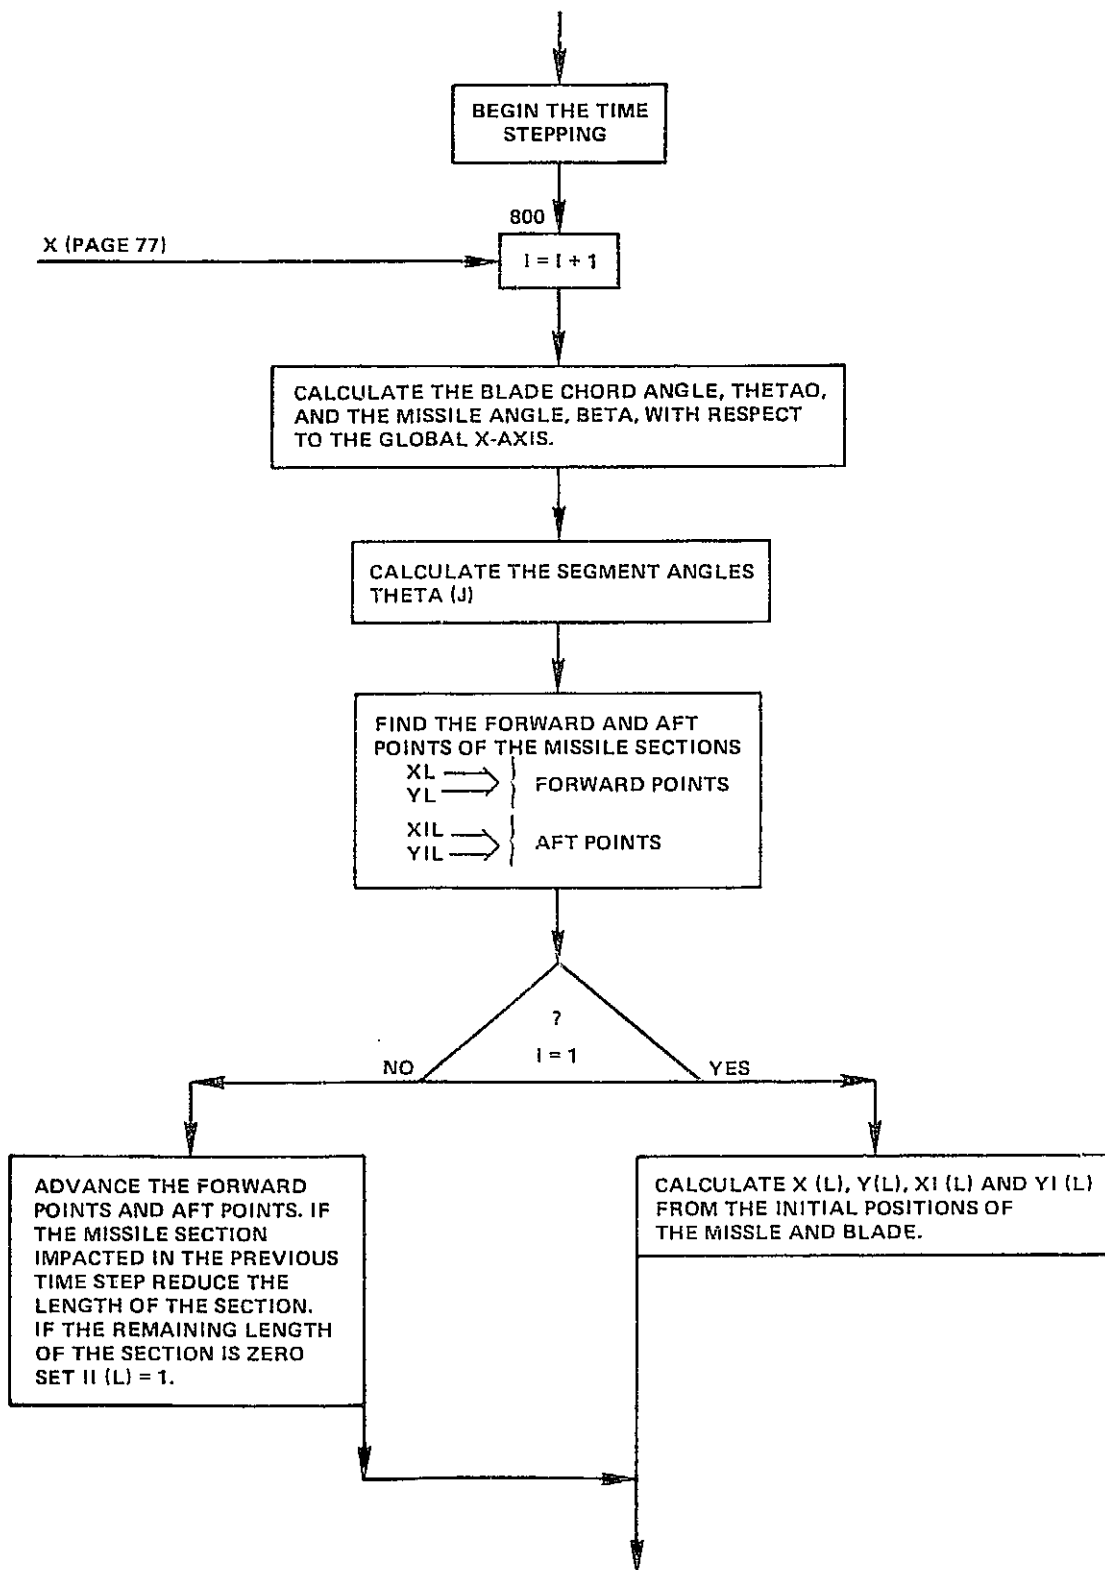 BEGIN THE TIME
STEPPING
800
X (PAGE 77)
I = I + 1
CALCULATE THE BLADE CHORD ANGLE, THETAO,
AND THE MISSILE ANGLE, BETA, WITH RESPECT
TO THE GLOBAL X-AXIS.
CALCULATE THE SEGMENT ANGLES
THETA (J)
FIND THE FORWARD AND AFT
POINTS OF THE MISSILE SECTIONS
XL
YL
FORWARD POINTS
XIL
YIL
AFT POINTS
?
I = 1
NO
YES
ADVANCE THE FORWARD
POINTS AND AFT POINTS. IF
THE MISSILE SECTION
IMPACTED IN THE PREVIOUS
TIME STEP REDUCE THE
LENGTH OF THE SECTION.
IF THE REMAINING LENGTH
OF THE SECTION IS ZERO
SET II (L) = 1.
CALCULATE X (L), Y(L), XI (L) AND YI (L)
FROM THE INITIAL POSITIONS OF
THE MISSLE AND BLADE.